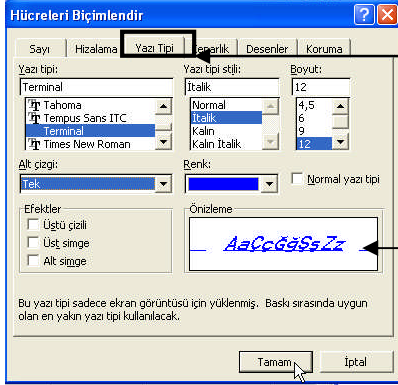 Hücreleri Biçimlendir
Sayı Hizalama Yazı Tipi Kenarlık Desenler Koruma
Yazı tipi: Yazı tipi stili: Boyut:
Terminal İtalik 12
Tahoma Normal 4,5
Tempus Sans ITC İtalik 6
Terminal Kalın 9
Times New Roman Kalın İtalik 12
Alt çizgi: Renk:
Tek Normal yazı tipi
Efektler Önizleme
Üstü çizili
Üst simge AaÇçĞğŞşZz
Alt simge
Bu yazı tipi sadece ekran görüntüsü için yüklenmiş. Baskı sırasında uygun
olan en yakın yazı tipi kullanılacak.
Tamam İptal